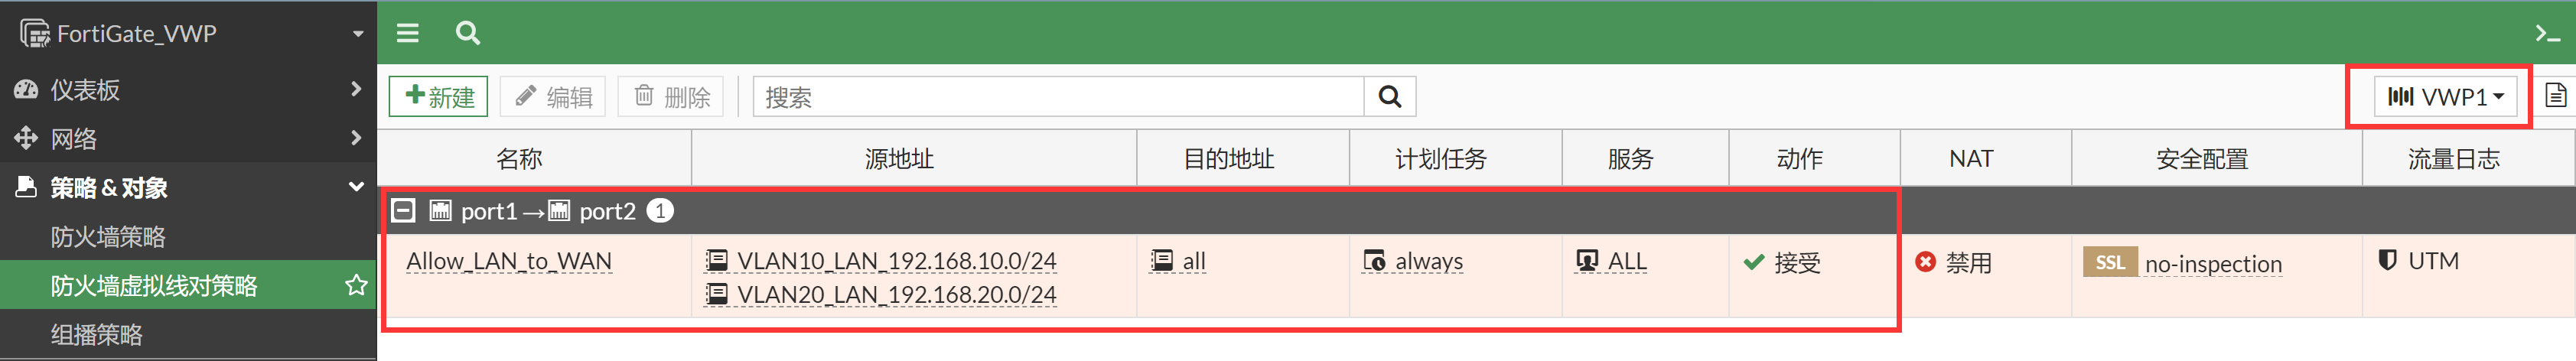 FortiGate_VWP
仪表板
网络
策略 & 对象
防火墙策略
防火墙虚拟线对策略
组播策略
新建 编辑 删除 搜索 VWP1
名称 源地址 目的地址 计划任务 服务 动作 NAT 安全配置 流量日志
port1→ port2 1
Allow_LAN_to_WAN VLAN10_LAN_192.168.10.0/24 all always ALL 接受 禁用 SSL no-inspection UTM
VLAN20_LAN_192.168.20.0/24